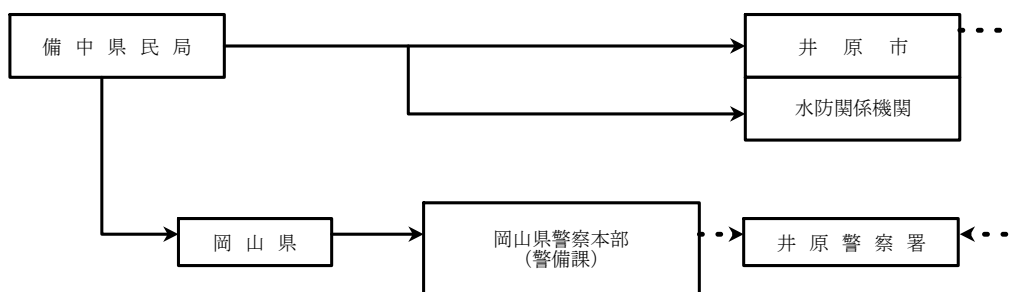 備中県民局
井原市
水防関係機関
岡山県
岡山県警察本部
（警備課）
井原警察署